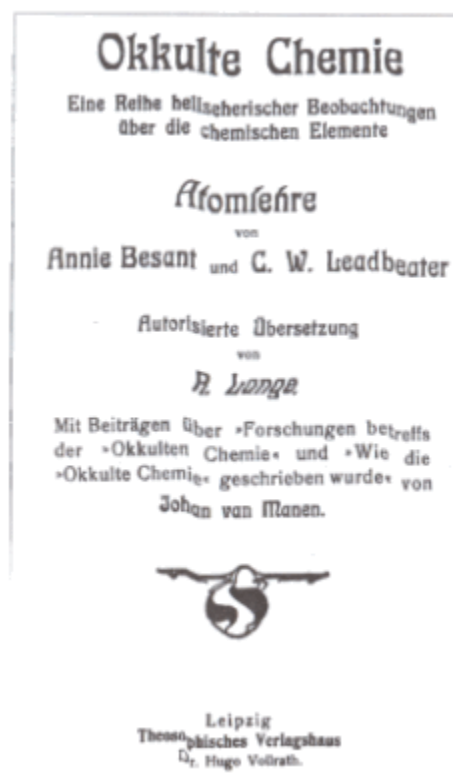 Okkulte Chemie
Eine Reihe hellseherischer Beobachtungen
über die chemischen Elemente
Atomlehre
von
Annie Besant und C. W. Leadbeater
Autorisierte Übersetzung
von
A. Lange
Mit Beiträgen über »Forschungen betreffs
der »Okkulten Chemie« und »Wie die
»Okkulte Chemie« geschrieben wurde« von
Johan van Manen.
Leipzig
Theosophisches Verlagshaus
Dr. Hugo Vollrath.